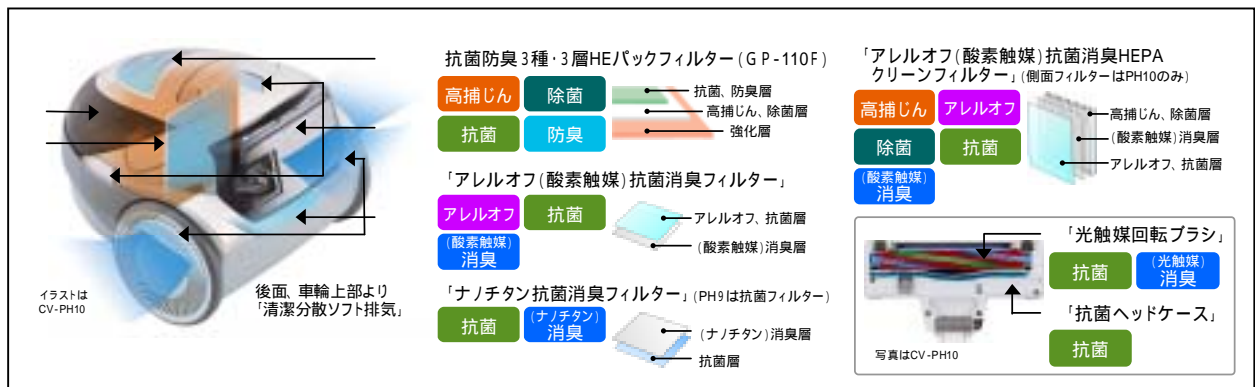 イラストは
CV-PH10
後面、車輪上部より
「清潔分散ソフト排気」
抗菌防臭3種・3層HEパックフィルター(GP-110F)
高捕じん
除菌
抗菌
防臭
抗菌、防臭層
高捕じん、除菌層
強化層
「アレルオフ(酸素触媒)抗菌消臭フィルター」
アレルオフ
抗菌
(酸素触媒)
消臭
アレルオフ、抗菌層
(酸素触媒)消臭層
「ナノチタン抗菌消臭フィルター」(PH9は抗菌フィルター)
抗菌
(ナノチタン)
消臭
(ナノチタン)消臭層
抗菌層
「アレルオフ(酸素触媒)抗菌消臭HEPA
クリーンフィルター」(側面フィルターはPH10のみ)
高捕じん
アレルオフ
除菌
抗菌
(酸素触媒)
消臭
高捕じん、除菌層
(酸素触媒)消臭層
アレルオフ、抗菌層
「光触媒回転ブラシ」
抗菌
(光触媒)
消臭
「抗菌ヘッドケース」
抗菌
写真はCV-PH10